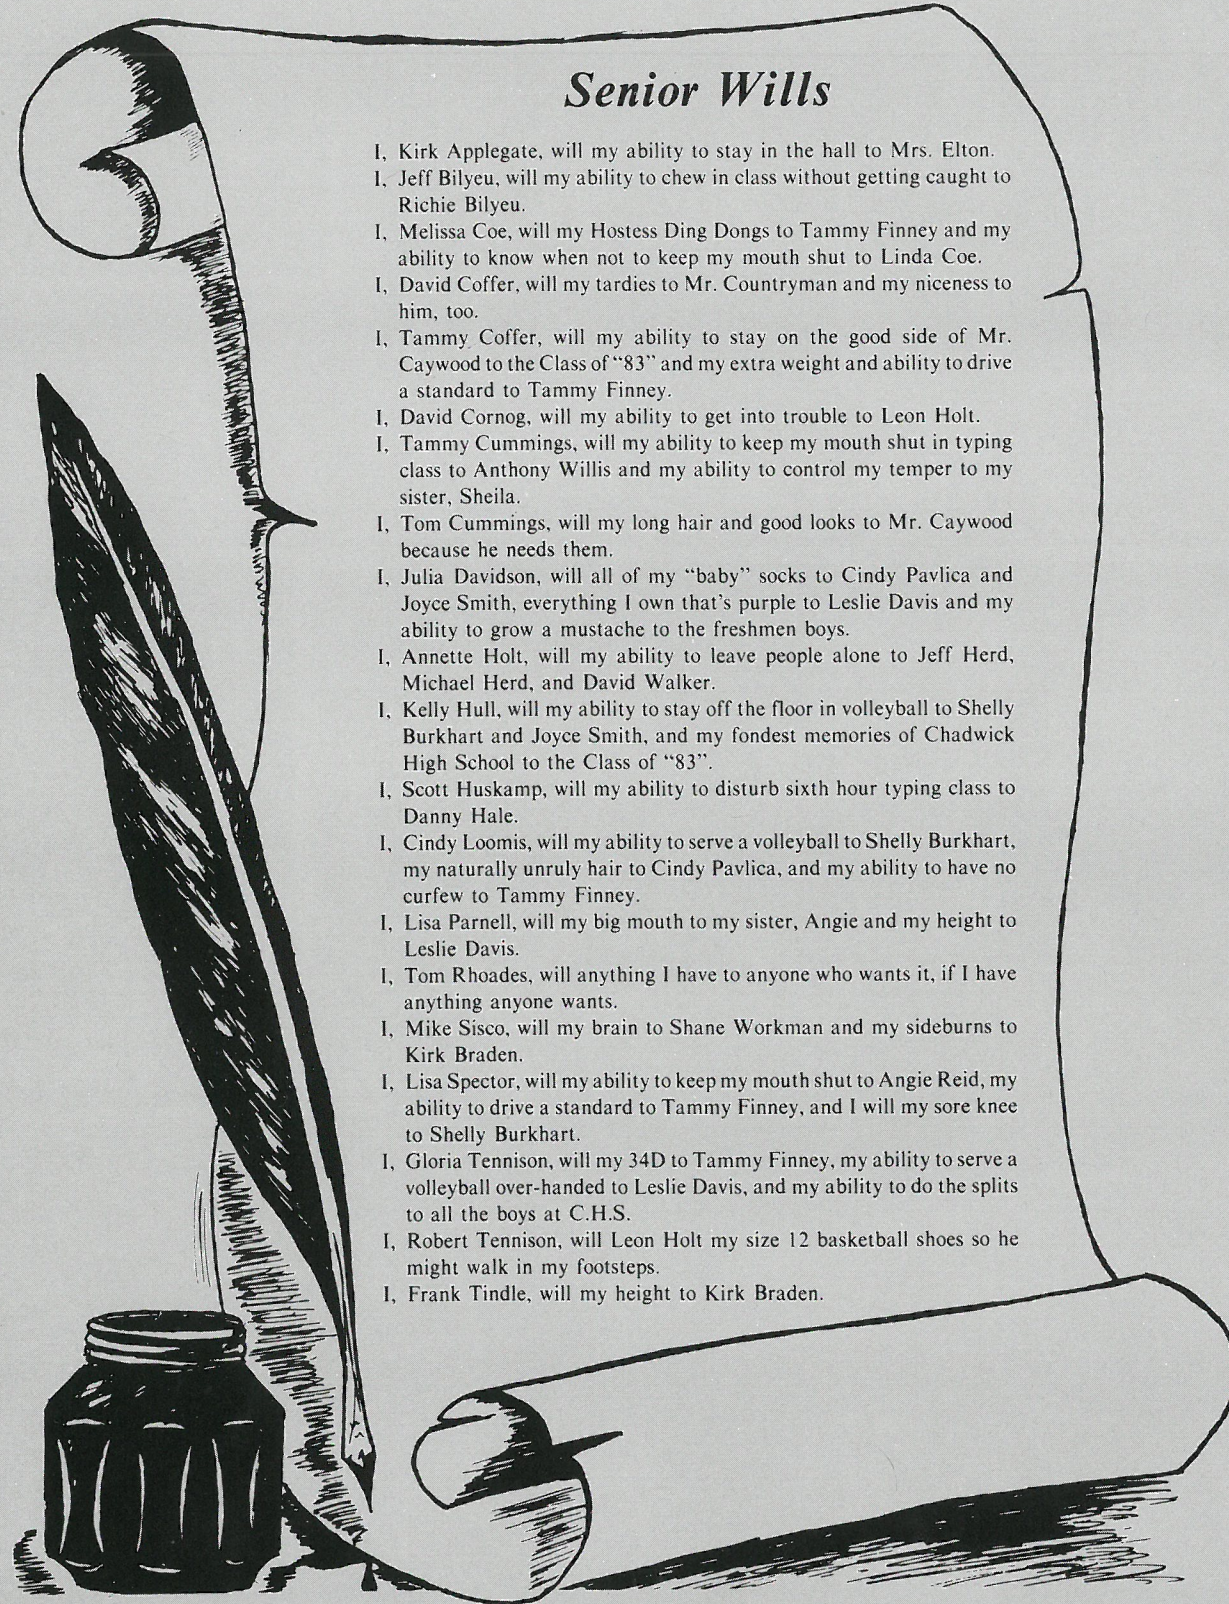 Senior Wills
I, Kirk Applegate, will my ability to stay in the hall to Mrs. Elton.
I, Jeff Bilyeu, will my ability to chew in class without getting caught to
Richie Bilyeu.
I, Melissa Coe, will my Hostess Ding Dongs to Tammy Finney and my
ability to know when not to keep my mouth shut to Linda Coe.
I, David Coffer, will my tardies to Mr. Countryman and my niceness to
him, too.
I, Tammy Coffer, will my ability to stay on the good side of Mr.
Caywood to the Class of “83” and my extra weight and ability to drive
a standard to Tammy Finney.
I, David Cornog, will my ability to get into trouble to Leon Holt.
I, Tammy Cummings, will my ability to keep my mouth shut in typing
class to Anthony Willis and my ability to control my temper to my
sister, Sheila.
I, Tom Cummings, will my long hair and good looks to Mr. Caywood
because he needs them.
I, Julia Davidson, will all of my “baby” socks to Cindy Pavlica and
Joyce Smith, everything I own that's purple to Leslie Davis and my
ability to grow a mustache to the freshmen boys.
I, Annette Holt, will my ability to leave people alone to Jeff Herd,
Michael Herd, and David Walker.
I, Kelly Hull, will my ability to stay off the floor in volleyball to Shelly
Burkhart and Joyce Smith, and my fondest memories of Chadwick
High School to the Class of “83”.
I, Scott Huskamp, will my ability to disturb sixth hour typing class to
Danny Hale.
I, Cindy Loomis, will my ability to serve a volleyball to Shelly Burkhart,
my naturally unruly hair to Cindy Pavlica, and my ability to have no
curfew to Tammy Finney.
I, Lisa Parnell, will my big mouth to my sister, Angie and my height to
Leslie Davis.
I, Tom Rhoades, will anything I have to anyone who wants it, if I have
anything anyone wants.
I, Mike Sisco, will my brain to Shane Workman and my sideburns to
Kirk Braden.
I, Lisa Spector, will my ability to keep my mouth shut to Angie Reid, my
ability to drive a standard to Tammy Finney, and I will my sore knee
to Shelly Burkhart.
I, Gloria Tennison, will my 34D to Tammy Finney, my ability to serve a
volleyball over-handed to Leslie Davis, and my ability to do the splits
to all the boys at C.H.S.
I, Robert Tennison, will Leon Holt my size 12 basketball shoes so he
might walk in my footsteps.
I, Frank Tindle, will my height to Kirk Braden.